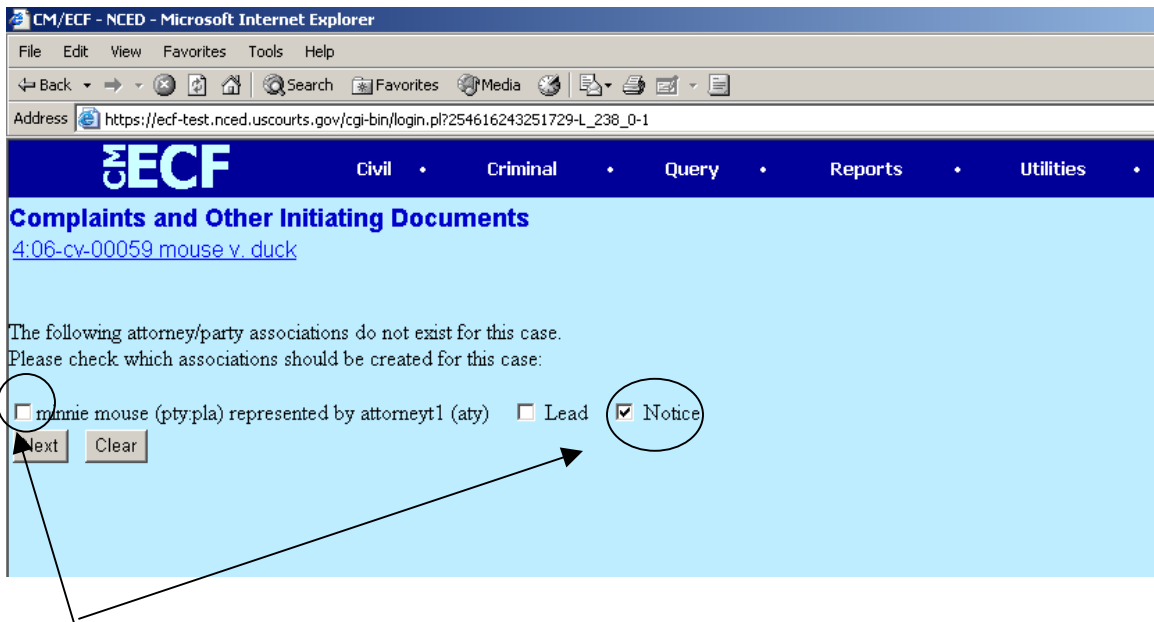 CM/ECF - NCED - Microsoft Internet Explorer
File Edit View Favorites Tools Help
Back Search Favorites Media
Address https://ecf-test.nced.uscourts.gov/cgi-bin/login.pl?254616243251729-L_238_0-1
CM ECF Civil • Criminal • Query • Reports • Utilities •
Complaints and Other Initiating Documents
4:06-cv-00059 mouse v. duck
The following attorney/party associations do not exist for this case.
Please check which associations should be created for this case:
minnie mouse (pty:pla) represented by attorneyt1 (aty) Lead Notice
Next Clear